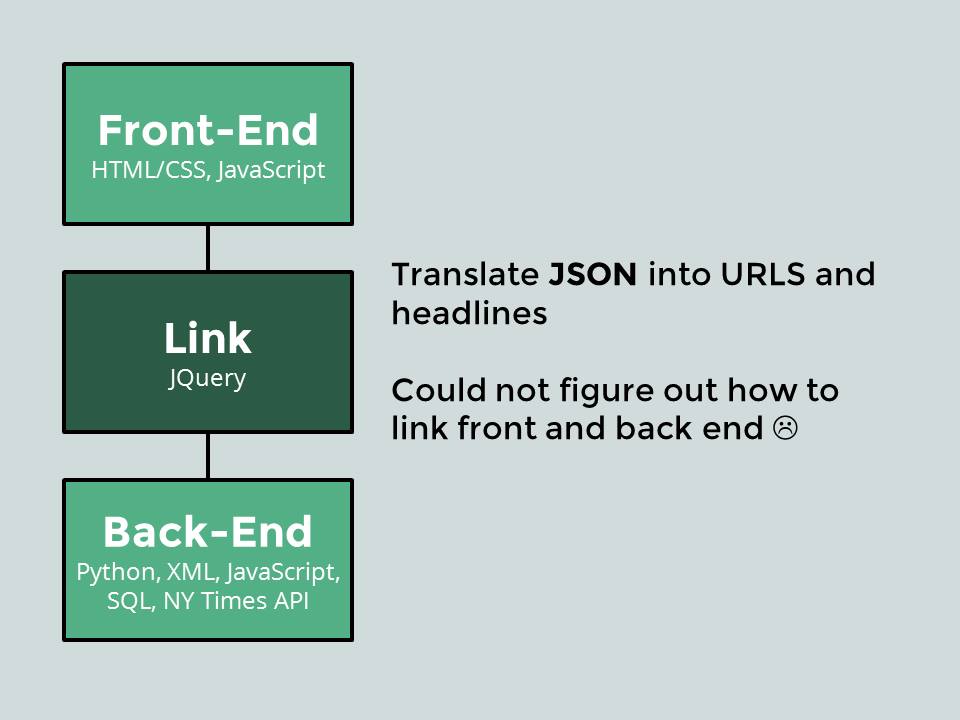 Front-End
HTML/CSS, JavaScript
Link
JQuery
Translate JSON into URLS and
headlines
Could not figure out how to
link front and back end ☹
Back-End
Python, XML, JavaScript,
SQL, NY Times API